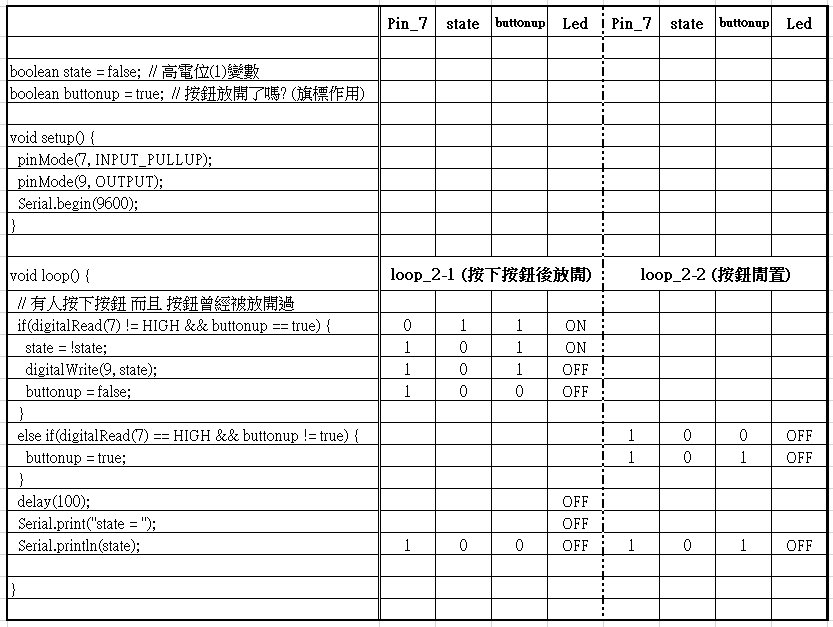 Pin_7 state buttonup Led Pin_7 state buttonup Led
boolean state = false; // 高電位(1)變數
boolean buttonup = true; // 按鈕放開了嗎? (旗標作用)
void setup() {
pinMode(7, INPUT_PULLUP);
pinMode(9, OUTPUT);
Serial.begin(9600);
}
void loop() { loop_2-1 (按下按鈕後放開) loop_2-2 (按鈕閒置)
// 有人按下按鈕 而且 按鈕曾經被放開過
if(digitalRead(7) != HIGH && buttonup == true) { 0 1 1 ON
state = !state; 1 0 1 ON
digitalWrite(9, state); 1 0 1 OFF
buttonup = false; 1 0 0 OFF
}
else if(digitalRead(7) == HIGH && buttonup != true) { 1 0 0 OFF
buttonup = true; 1 0 1 OFF
}
delay(100); OFF
Serial.print("state = "); OFF
Serial.println(state); 1 0 0 OFF 1 0 1 OFF
}